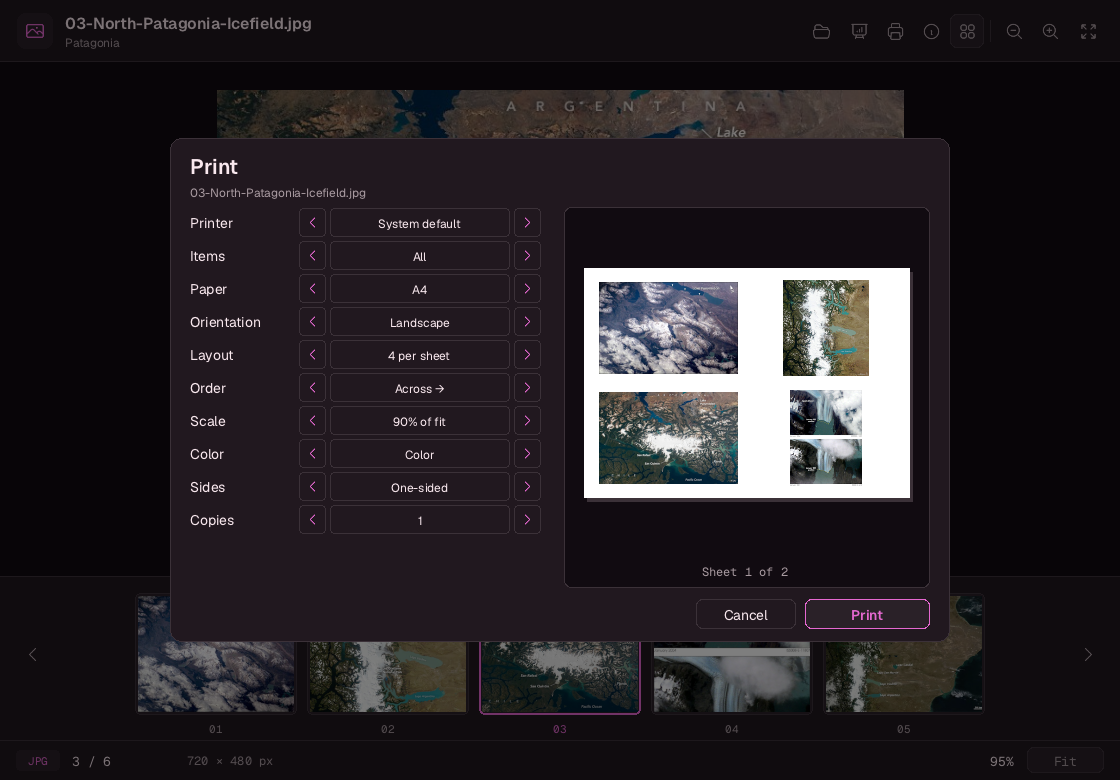 03-North-Patagonia-Icefield.jpg
Patagonia
A R G E N T I N A
Lake
Print
03-North-Patagonia-Icefield.jpg
Printer System default
Items All
Paper A4
Orientation Landscape
Layout 4 per sheet
Order Across →
Scale 90% of fit
Color Color
Sides One-sided
Copies 1
Sheet 1 of 2
Cancel Print
01 02 03 04 05
JPG 3 / 6 720 × 480 px 95% Fit